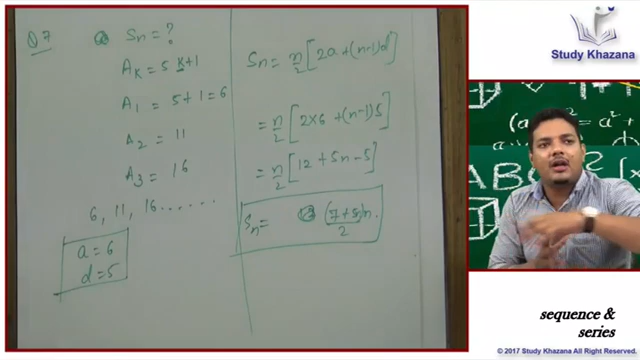 Q7
Sn = ?
AK = 5K+1
A1 = 5+1 = 6
A2 = 11
A3 = 16
6, 11, 16 .......
a = 6
d = 5
Sn = n/2 [2a + (n-1)d]
= n/2 [2×6 + (n-1)5]
= n/2 [12 + 5n - 5]
Sn = (7+5n)n/2
Study Khazana
sequence &
series
© 2017 Study Khazana. All Right Reserved.